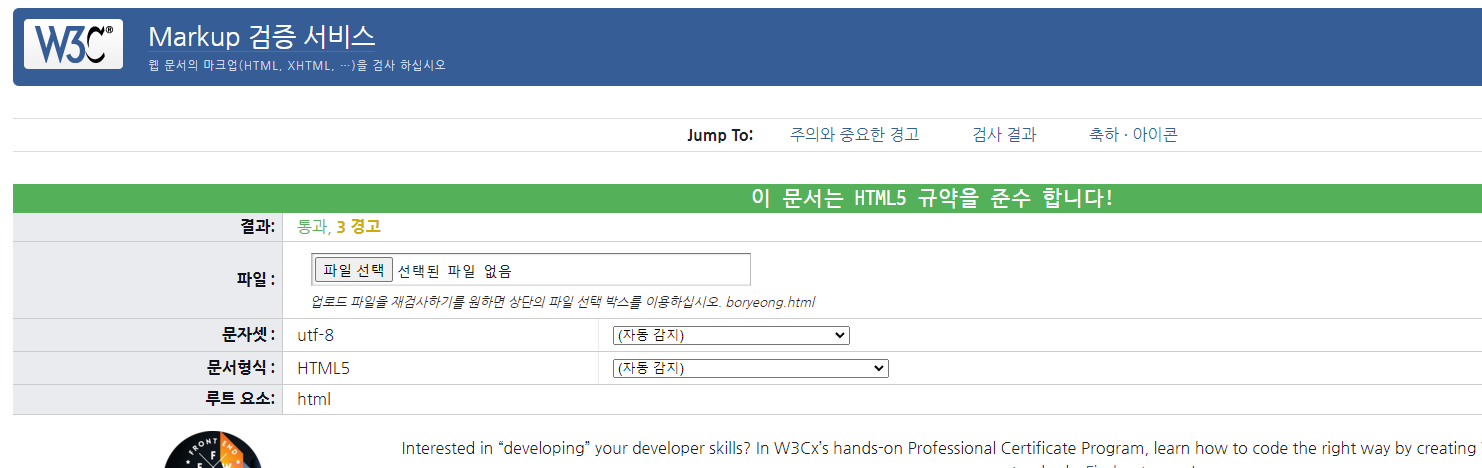 W3C®
Markup 검증 서비스
웹 문서의 마크업(HTML, XHTML, …)을 검사 하십시오
Jump To: 주의와 중요한 경고 검사 결과 축하 · 아이콘
이 문서는 HTML5 규약을 준수 합니다!
결과: 통과, 3 경고
파일 : 파일 선택 선택된 파일 없음
업로드 파일을 재검사하기를 원하면 상단의 파일 선택 박스를 이용하십시오. boryeong.html
문자셋 : utf-8 (자동 감지)
문서형식 : HTML5 (자동 감지)
루트 요소: html
FRONT END
Interested in “developing” your developer skills? In W3Cx’s hands-on Professional Certificate Program, learn how to code the right way by creating